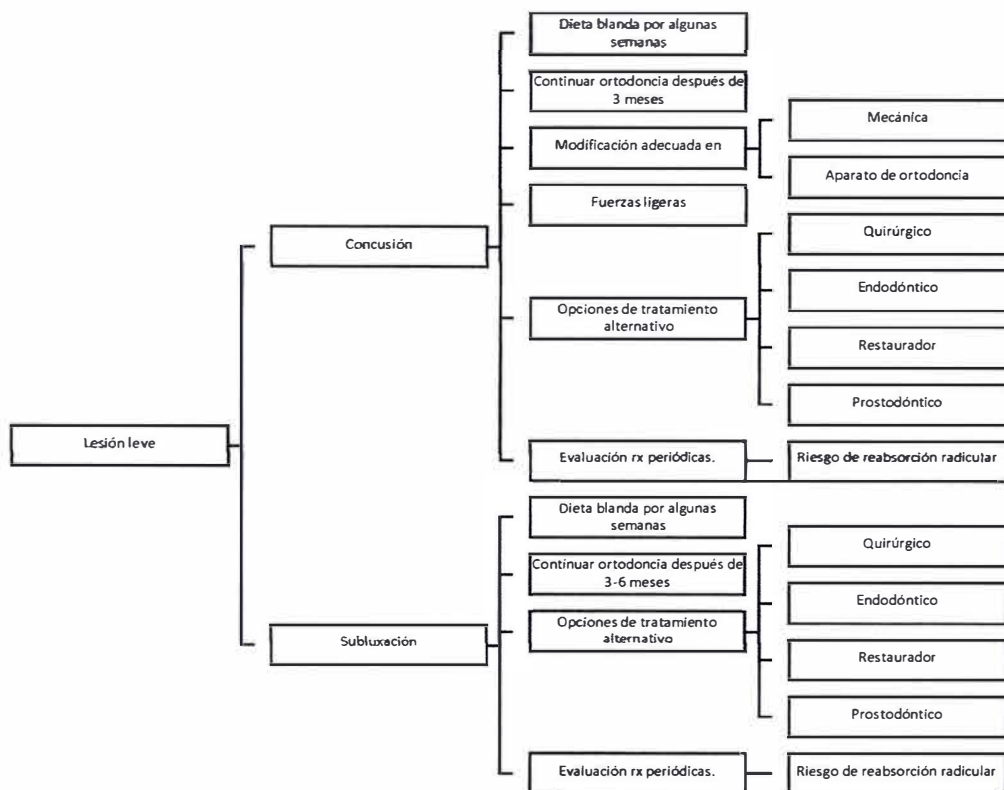 Lesión leve
Concusión
Dieta blanda por algunas
semanas
Continuar ortodoncia después de
3 meses
Modificación adecuada en
Mecánica
Aparato de ortodoncia
Fuerzas ligeras
Opciones de tratamiento
alternativo
Quirúrgico
Endodóntico
Restaurador
Prostodóntico
Evaluación rx periódicas.
Riesgo de reabsorción radicular
Subluxación
Dieta blanda por algunas
semanas
Continuar ortodoncia después de
3-6 meses
Opciones de tratamiento
alternativo
Quirúrgico
Endodóntico
Restaurador
Prostodóntico
Evaluación rx periódicas.
Riesgo de reabsorción radicular